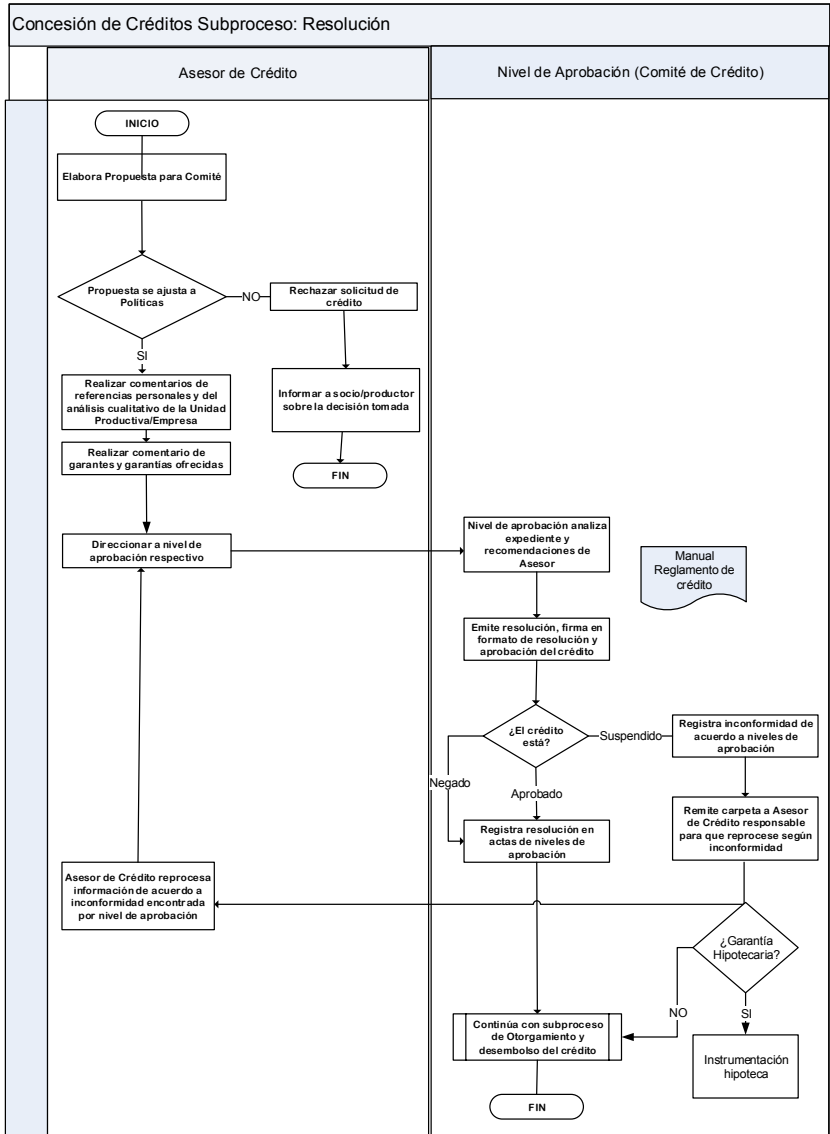 Concesión de Créditos Subproceso: Resolución
Asesor de Crédito
Nivel de Aprobación (Comité de Crédito)
INICIO
Elabora Propuesta para Comité
Propuesta se ajusta a
Políticas
NO
Rechazar solicitud de
crédito
SI
Realizar comentarios de
referencias personales y del
análisis cualitativo de la Unidad
Productiva/Empresa
Informar a socio/productor
sobre la decisión tomada
Realizar comentario de
garantes y garantías ofrecidas
FIN
Direccionar a nivel de
aprobación respectivo
Nivel de aprobación analiza
expediente y
recomendaciones de
Asesor
Manual
Reglamento de
crédito
Emite resolución, firma en
formato de resolución y
aprobación del crédito
¿El crédito
está?
Suspendido
Registra inconformidad de
acuerdo a niveles de
aprobación
Negado
Aprobado
Registra resolución en
actas de niveles de
aprobación
Remite carpeta a Asesor
de Crédito responsable
para que reprocese según
inconformidad
Asesor de Crédito reprocesa
información de acuerdo a
inconformidad encontrada
por nivel de aprobación
¿Garantía
Hipotecaria?
NO
SI
Continúa con subproceso
de Otorgamiento y
desembolso del crédito
Instrumentación
hipoteca
FIN